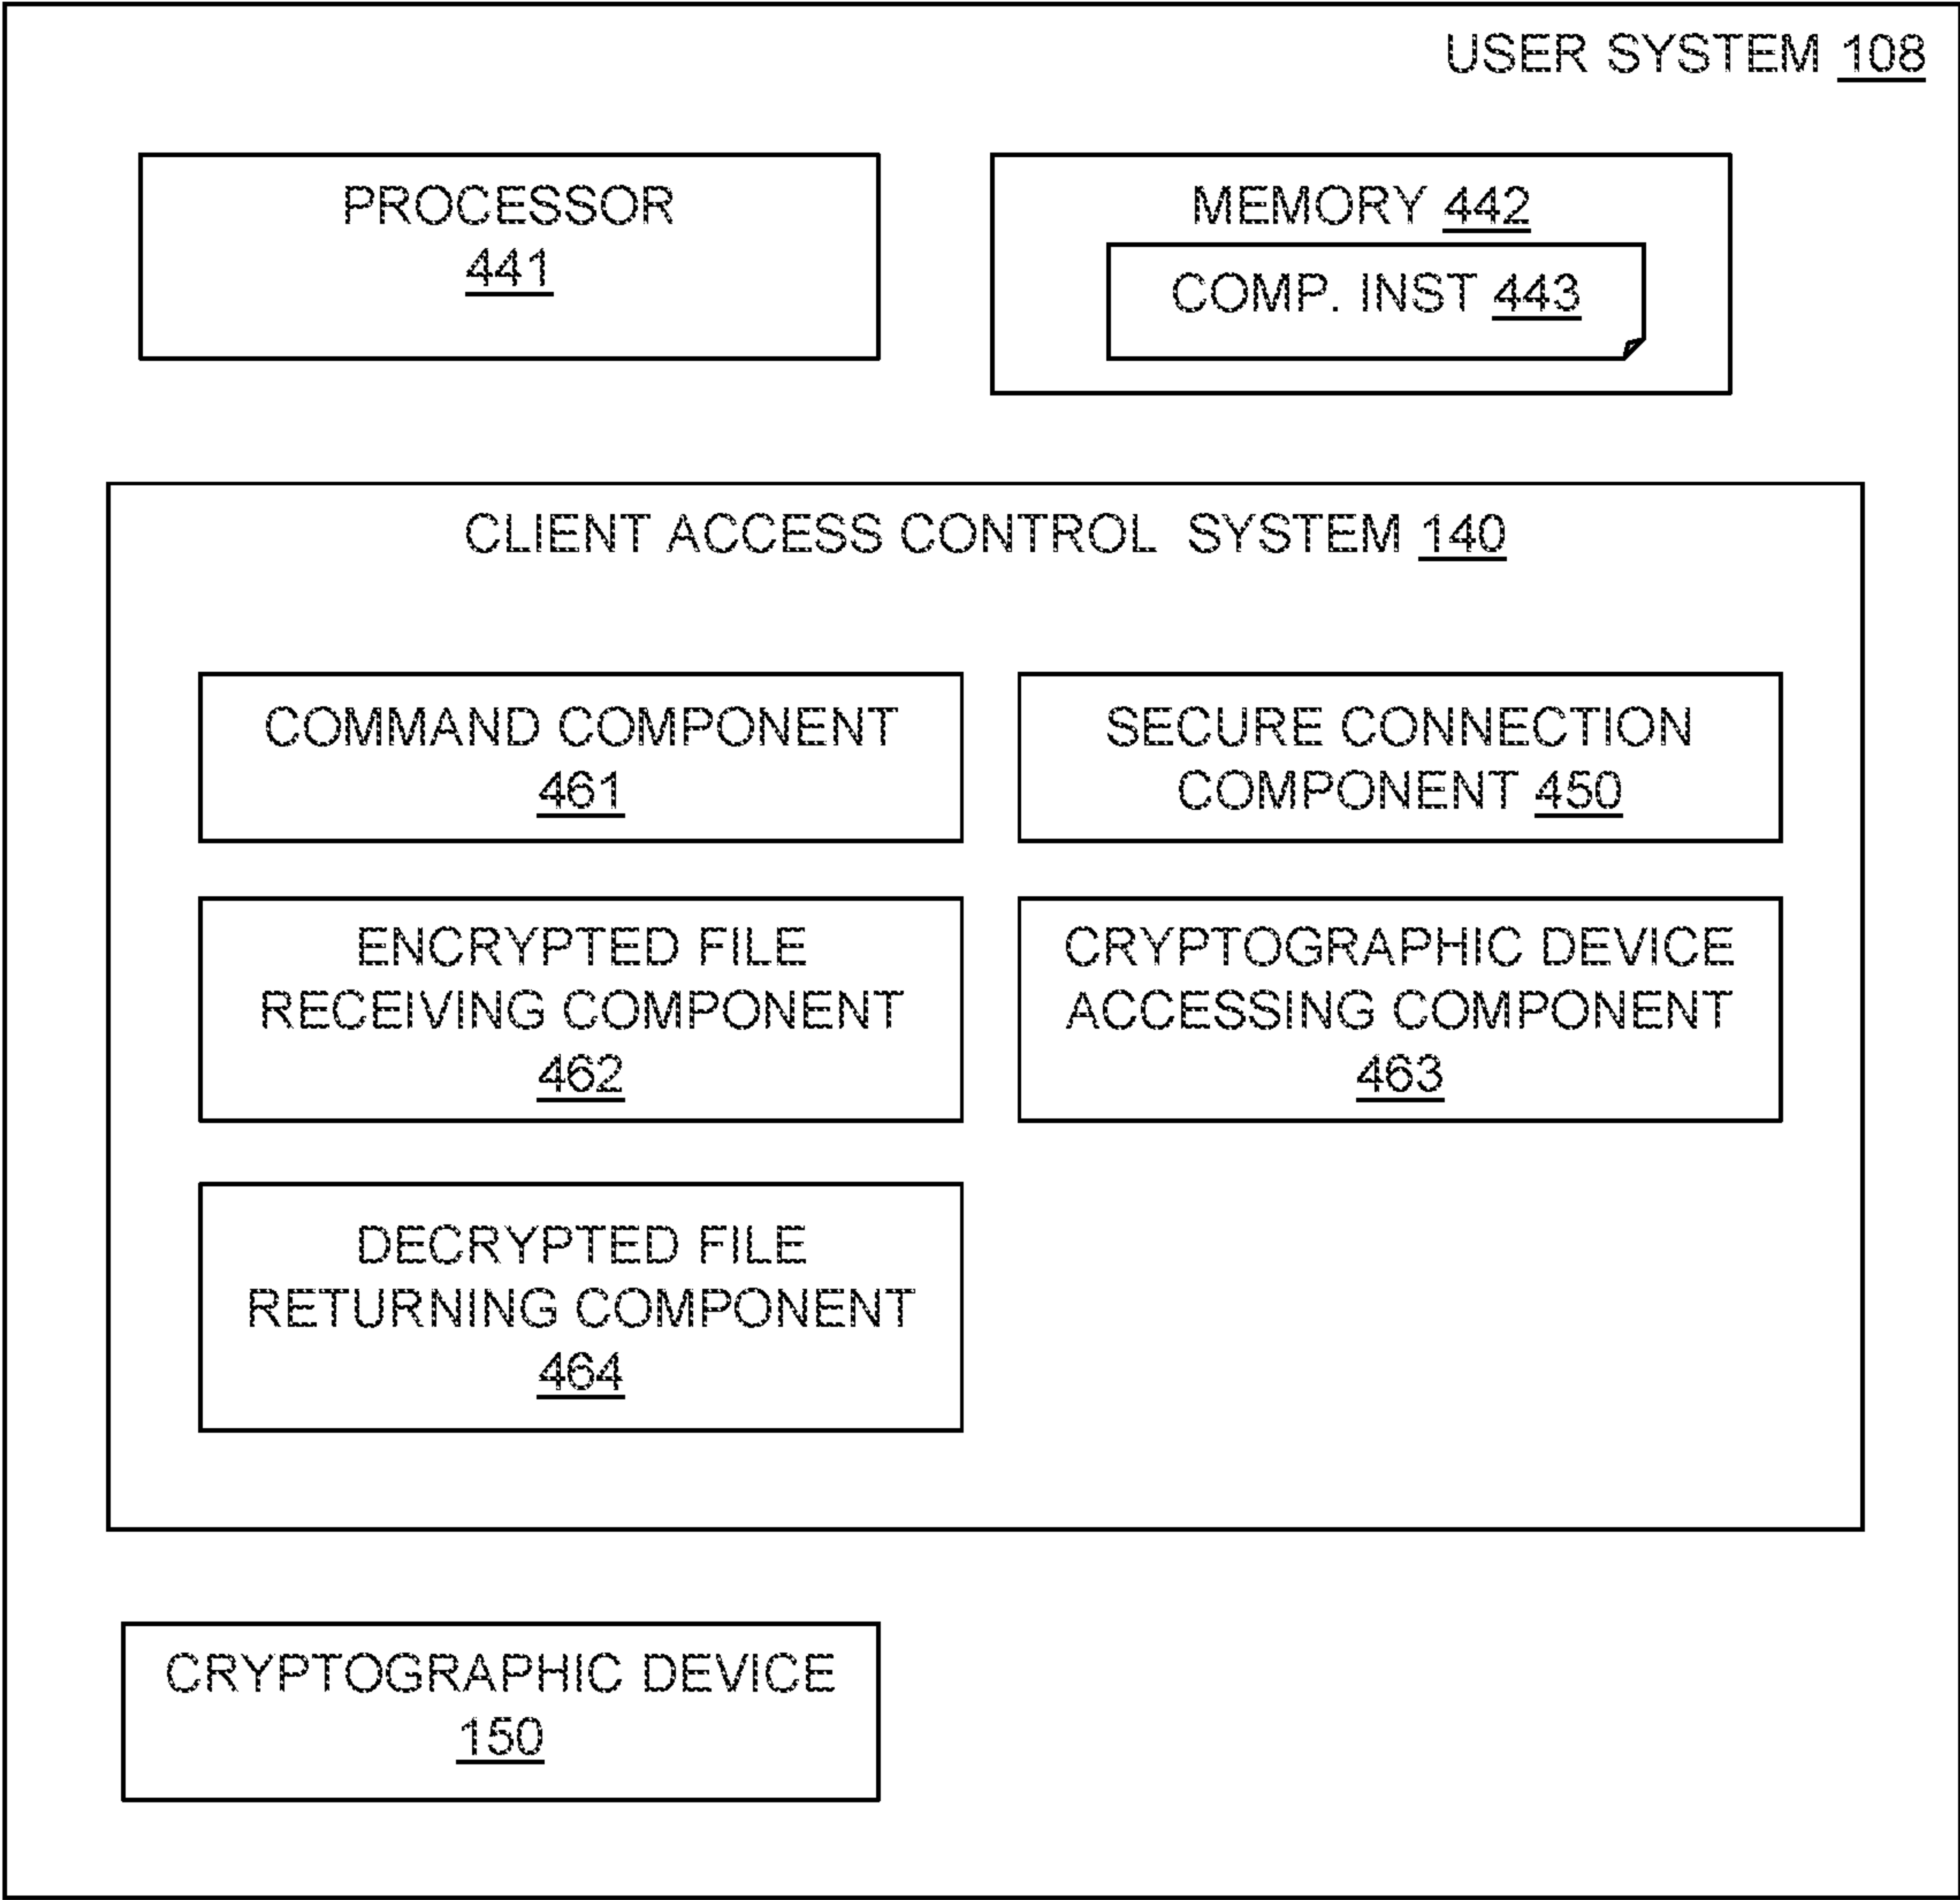 USER SYSTEM 108
PROCESSOR
441
MEMORY 442
COMP. INST 443
CLIENT ACCESS CONTROL SYSTEM 140
COMMAND COMPONENT
461
SECURE CONNECTION
COMPONENT 450
ENCRYPTED FILE
RECEIVING COMPONENT
462
CRYPTOGRAPHIC DEVICE
ACCESSING COMPONENT
463
DECRYPTED FILE
RETURNING COMPONENT
464
CRYPTOGRAPHIC DEVICE
150